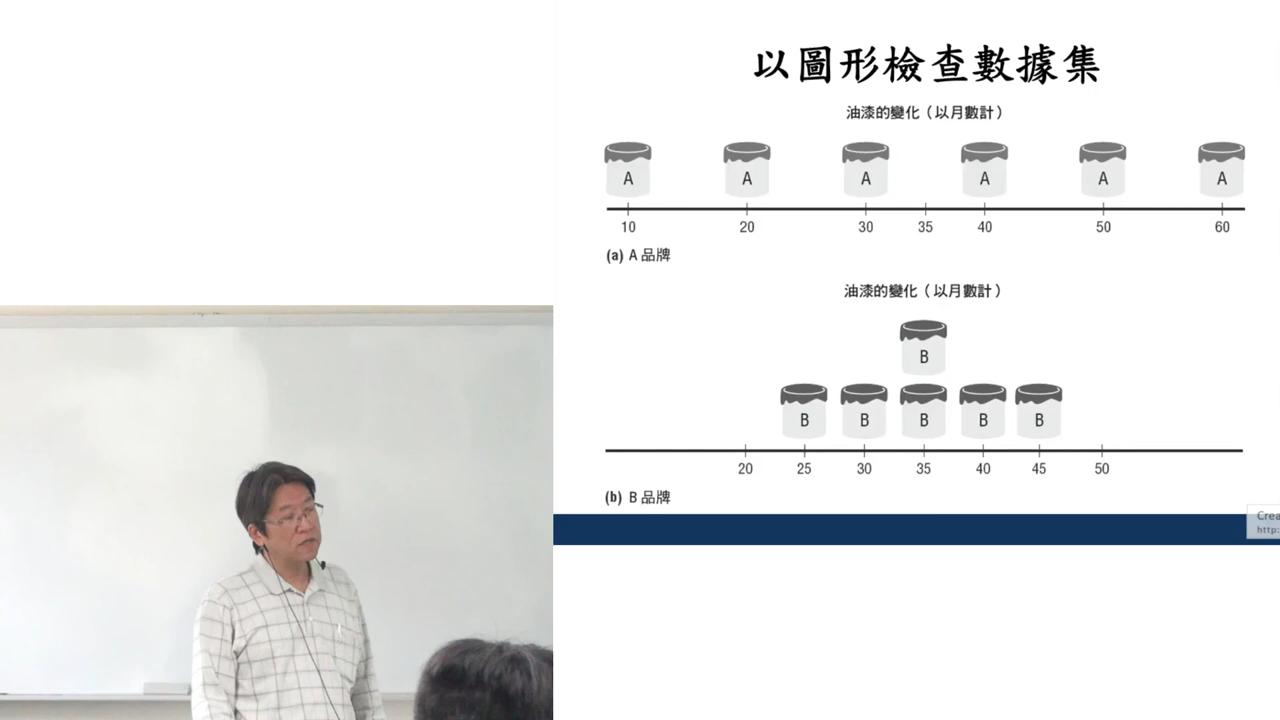 以圖形檢查數據集
油漆的變化（以月數計）
A A A A A A
10 20 30 35 40 50 60
(a) A 品牌
油漆的變化（以月數計）
B
B B B B B
20 25 30 35 40 45 50
(b) B 品牌
Crea
http: